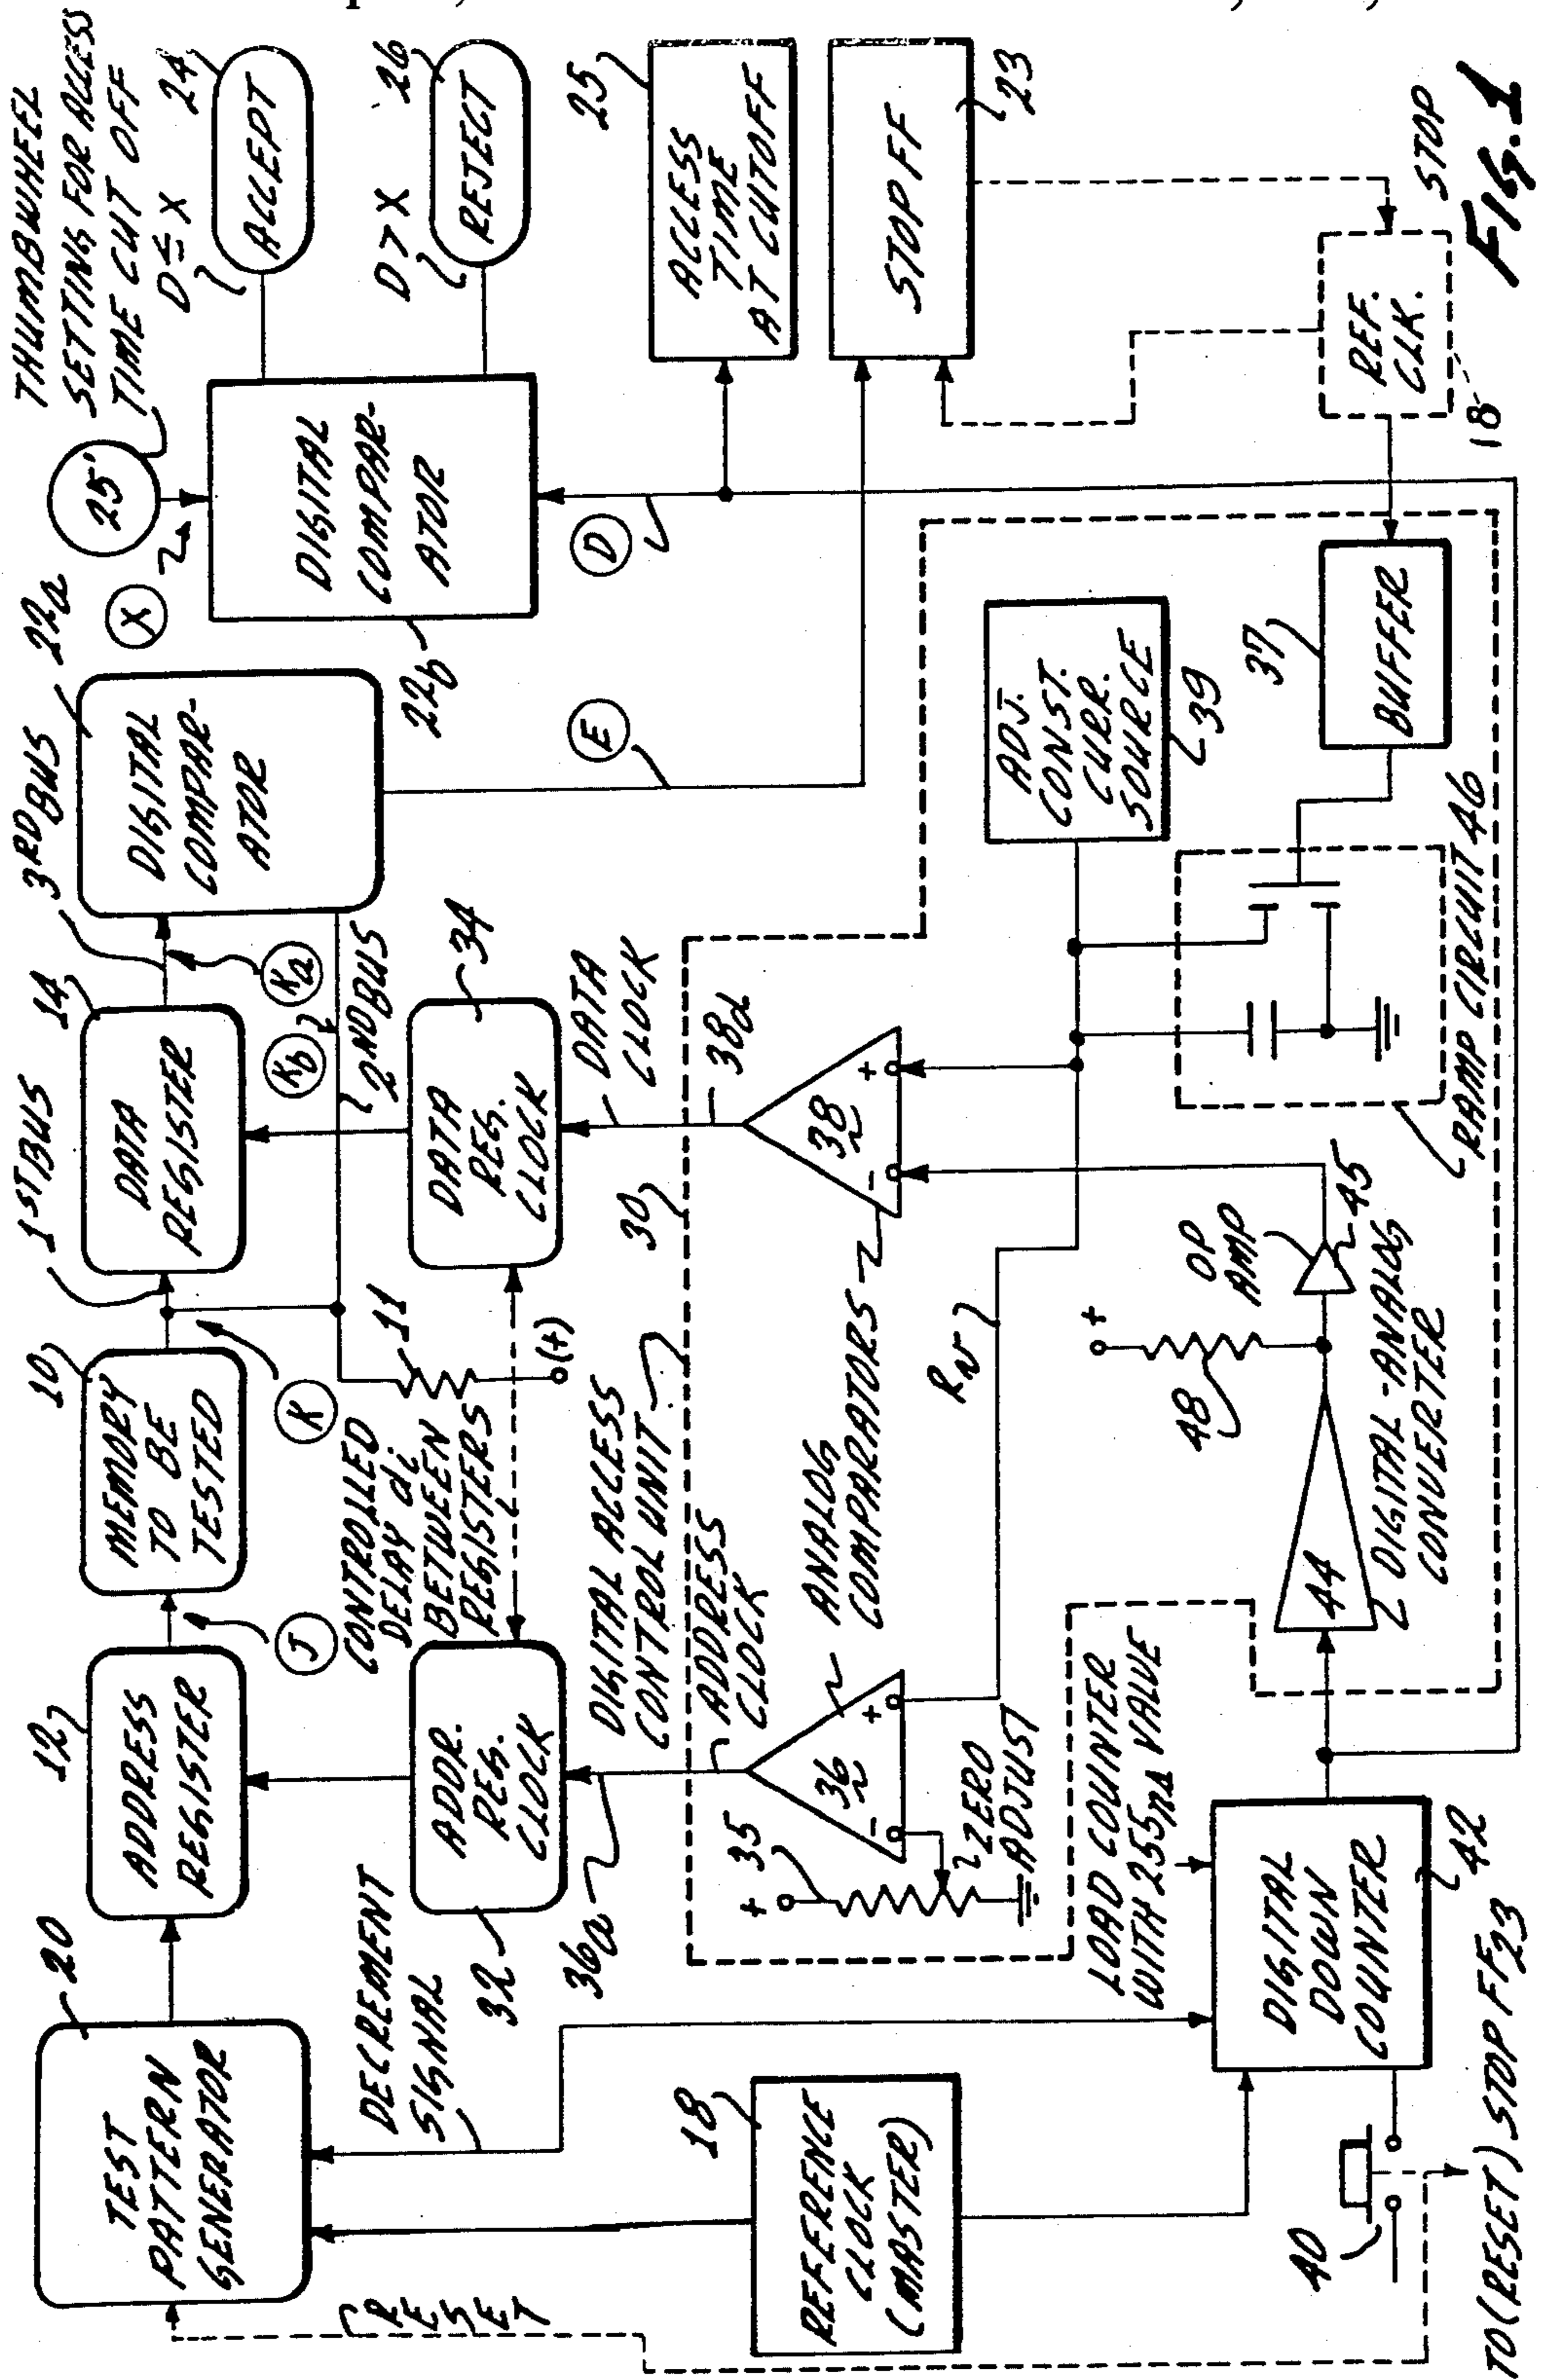 20
TEST
PATTERN
GENERATOR
RESET
12
ADDRESS
REGISTER
J
10
MEMORY
TO BE
TESTED
K
1ST BUS
14
DATA
REGISTER
Ka
Kb
2ND BUS
3RD BUS
22a
DIGITAL
COMPAR-
ATOR
X
25'
THUMBWHEEL
SETTING FOR ACCESS
TIME CUT OFF
DIGITAL
COMPAR-
ATOR
22b
D≤X
24
ACCEPT
D>X
26
REJECT
DECREMENT
SIGNAL
32
ADDR.
REG.
CLOCK
36a
CONTROLLED
DELAY di
BETWEEN
REGISTERS
11
(+)
DATA
REG.
CLOCK
34
DATA
CLOCK
38a
E
D
25
ACCESS
TIME
AT CUTOFF
STOP FF
23
18
REFERENCE
CLOCK
(MASTER)
DIGITAL ACCESS
CONTROL UNIT
30
ADDRESS
CLOCK
+
35
36
-
+
ZERO
ADJUST
ANALOG
COMPARATORS
38
-
+
RN
ADJ.
CONST.
CURR.
SOURCE
39
LOAD COUNTER
WITH 255ns VALUE
DIGITAL
DOWN
COUNTER
42
40
TO (RESET) STOP FF23
44
DIGITAL-ANALOG
CONVERTER
48
+
OP
AMP
45
RAMP CIRCUIT 46
37
BUFFER
REF.
CLK.
18
STOP
FIG. 1